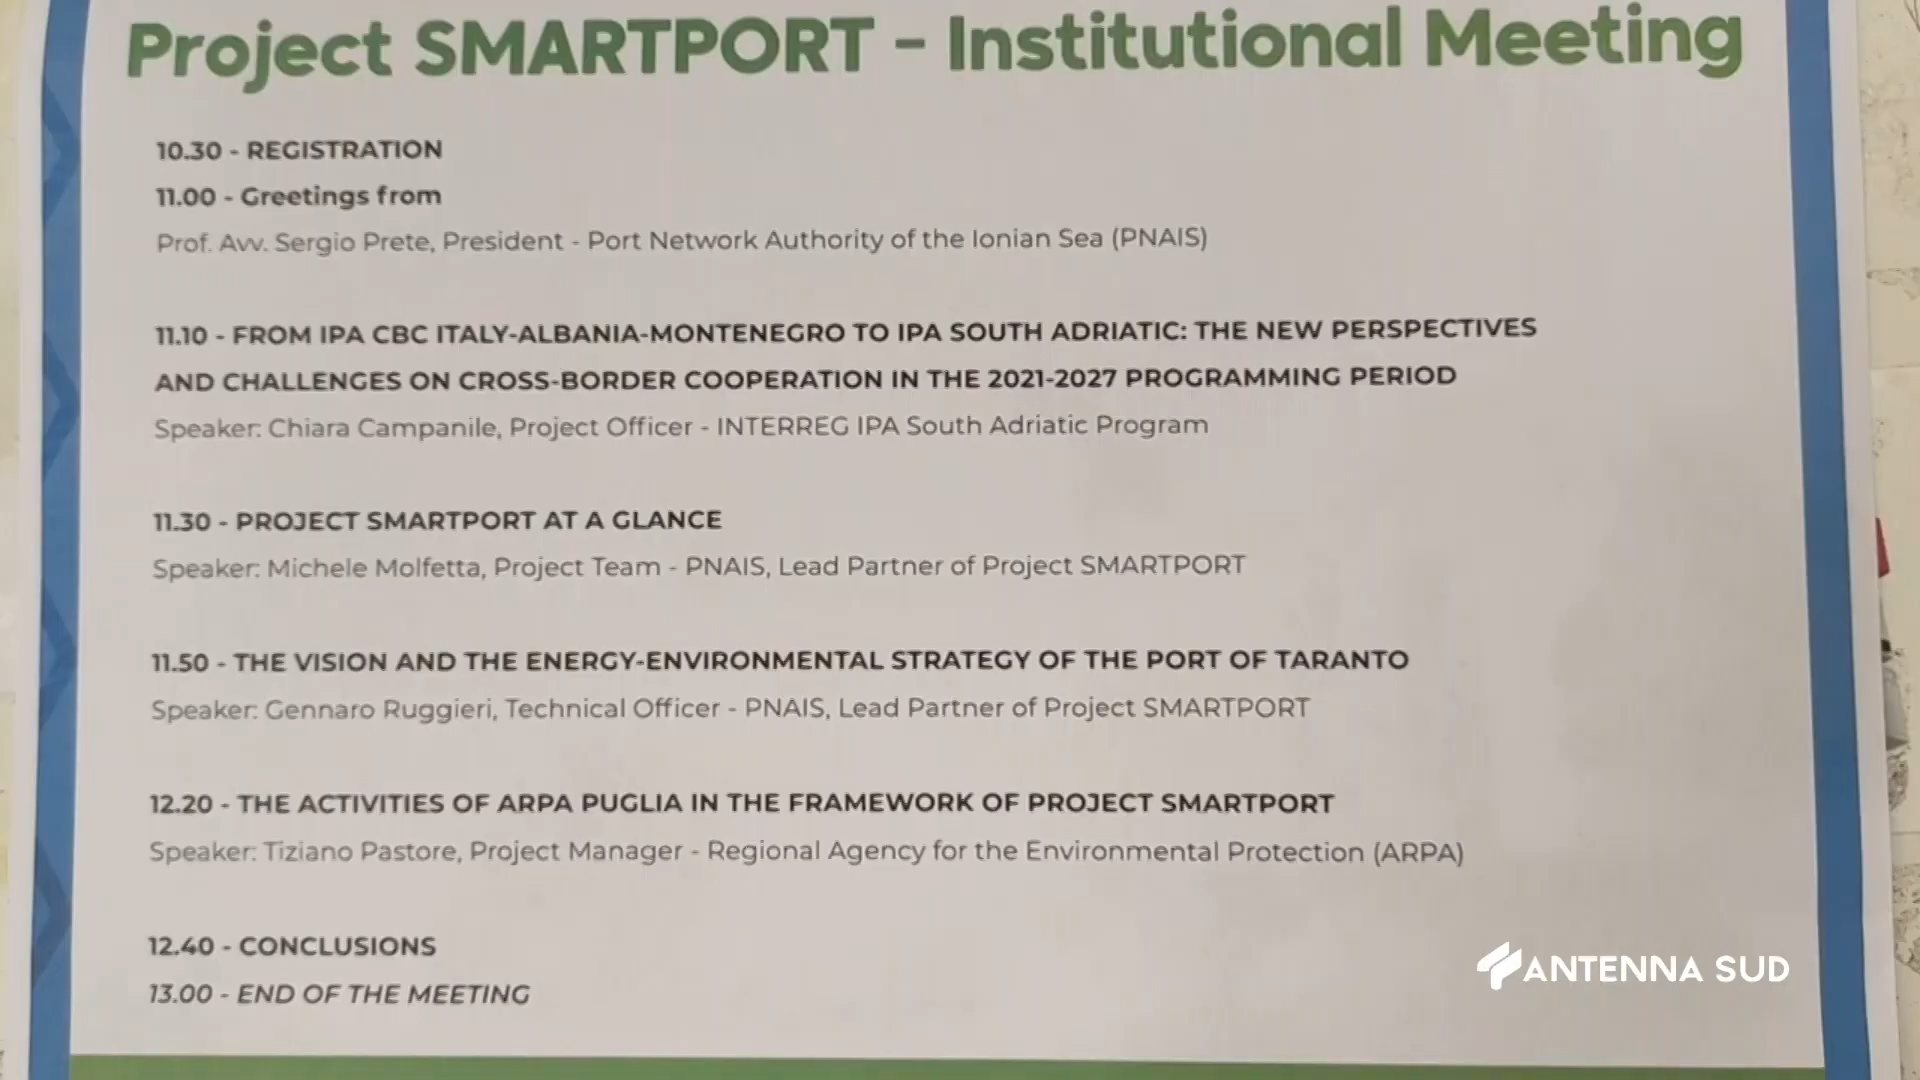 Project SMARTPORT - Institutional Meeting
10.30 - REGISTRATION
11.00 - Greetings from
Prof. Avv. Sergio Prete, President - Port Network Authority of the Ionian Sea (PNAIS)
11.10 - FROM IPA CBC ITALY-ALBANIA-MONTENEGRO TO IPA SOUTH ADRIATIC: THE NEW PERSPECTIVES
AND CHALLENGES ON CROSS-BORDER COOPERATION IN THE 2021-2027 PROGRAMMING PERIOD
Speaker: Chiara Campanile, Project Officer - INTERREG IPA South Adriatic Program
11.30 - PROJECT SMARTPORT AT A GLANCE
Speaker: Michele Molfetta, Project Team - PNAIS, Lead Partner of Project SMARTPORT
11.50 - THE VISION AND THE ENERGY-ENVIRONMENTAL STRATEGY OF THE PORT OF TARANTO
Speaker: Gennaro Ruggieri, Technical Officer - PNAIS, Lead Partner of Project SMARTPORT
12.20 - THE ACTIVITIES OF ARPA PUGLIA IN THE FRAMEWORK OF PROJECT SMARTPORT
Speaker: Tiziano Pastore, Project Manager - Regional Agency for the Environmental Protection (ARPA)
12.40 - CONCLUSIONS
13.00 - END OF THE MEETING
ANTENNA SUD